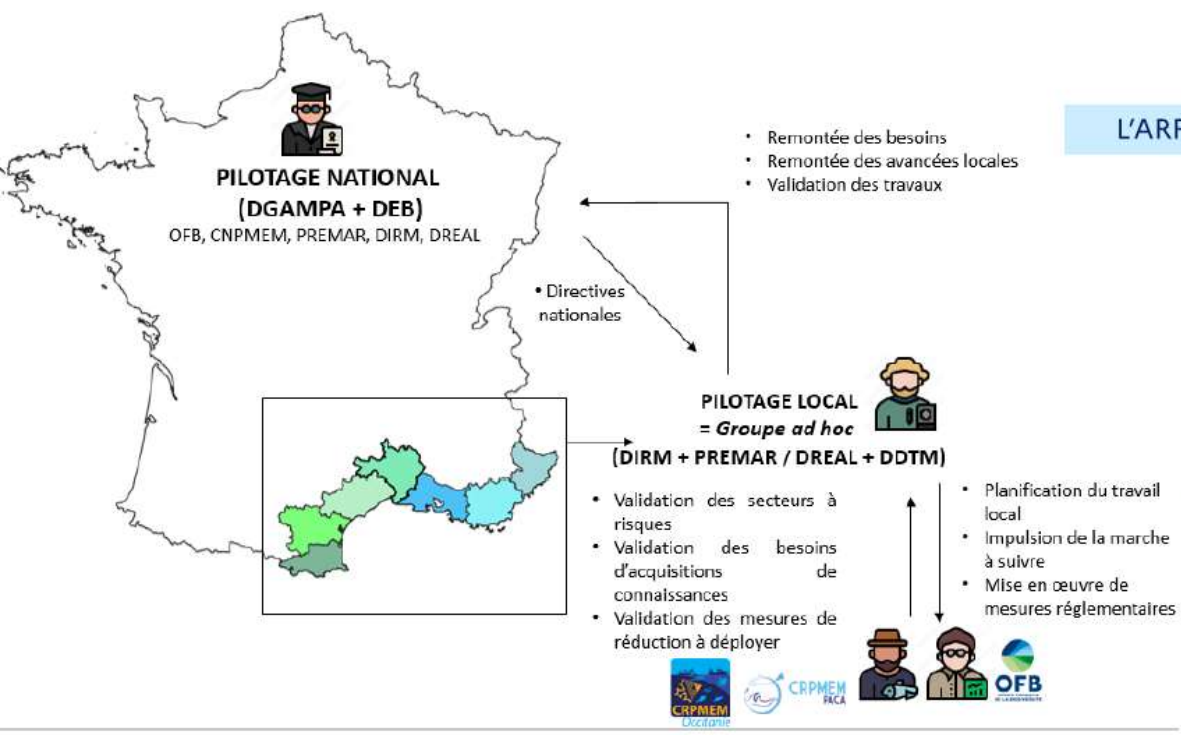 L'ARR
PILOTAGE NATIONAL
(DGAMPA + DEB)
OFB, CNPMEM, PREMAR, DIRM, DREAL
• Remontée des besoins
• Remontée des avancées locales
• Validation des travaux
• Directives
nationales
PILOTAGE LOCAL
= Groupe ad hoc
(DIRM + PREMAR / DREAL + DDTM)
• Validation des secteurs à
risques
• Validation des besoins
d'acquisitions de
connaissances
• Validation des mesures de
réduction à déployer
• Planification du travail
local
• Impulsion de la marche
à suivre
• Mise en œuvre de
mesures réglementaires
CRPMEM
Occitanie
CRPMEM
PACA
OFB